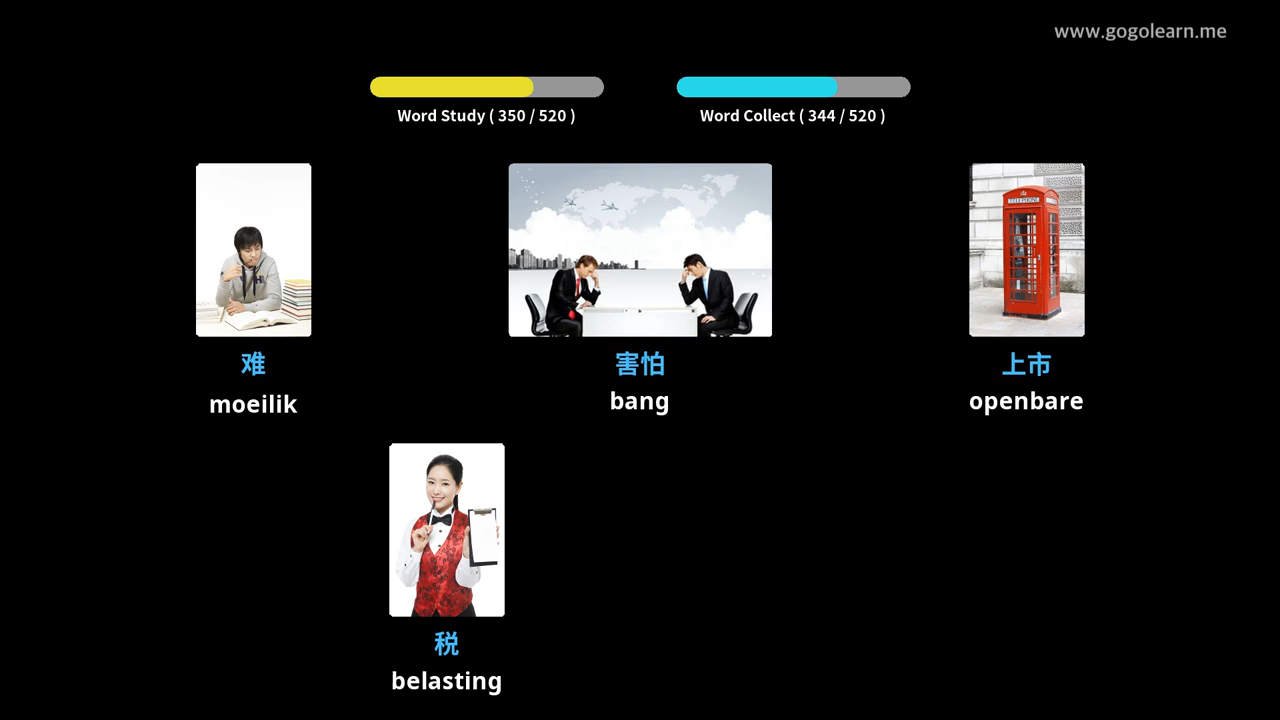 www.gogolearn.me
Word Study ( 350 / 520 )
Word Collect ( 344 / 520 )
TELEPHONE
难
害怕
上市
moeilik
bang
openbare
税
belasting